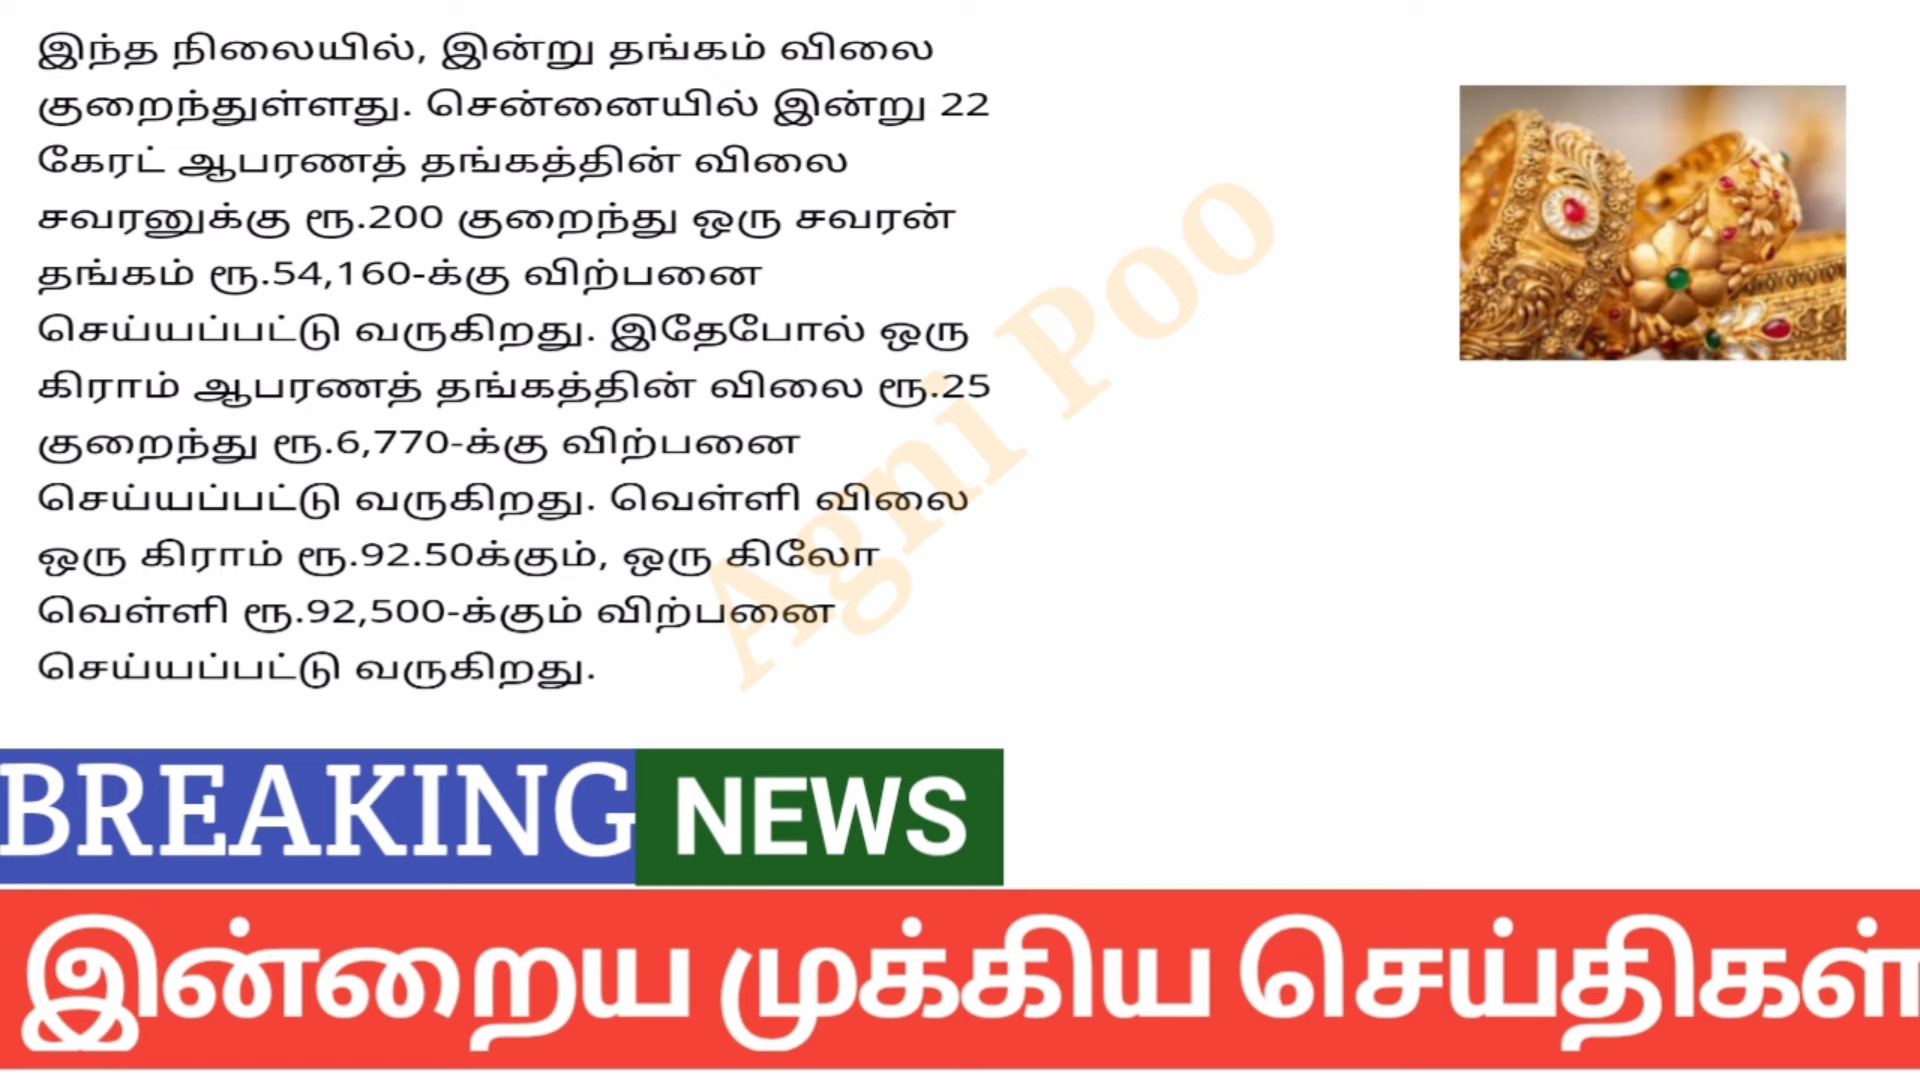 இந்த நிலையில், இன்று தங்கம் விலை
குறைந்துள்ளது. சென்னையில் இன்று 22
கேரட் ஆபரணத் தங்கத்தின் விலை
சவரனுக்கு ரூ.200 குறைந்து ஒரு சவரன்
தங்கம் ரூ.54,160-க்கு விற்பனை
செய்யப்பட்டு வருகிறது. இதேபோல் ஒரு
கிராம் ஆபரணத் தங்கத்தின் விலை ரூ.25
குறைந்து ரூ.6,770-க்கு விற்பனை
செய்யப்பட்டு வருகிறது. வெள்ளி விலை
ஒரு கிராம் ரூ.92.50க்கும், ஒரு கிலோ
வெள்ளி ரூ.92,500-க்கும் விற்பனை
செய்யப்பட்டு வருகிறது.
Agni Poo
BREAKING NEWS
இன்றைய முக்கிய செய்திகள்